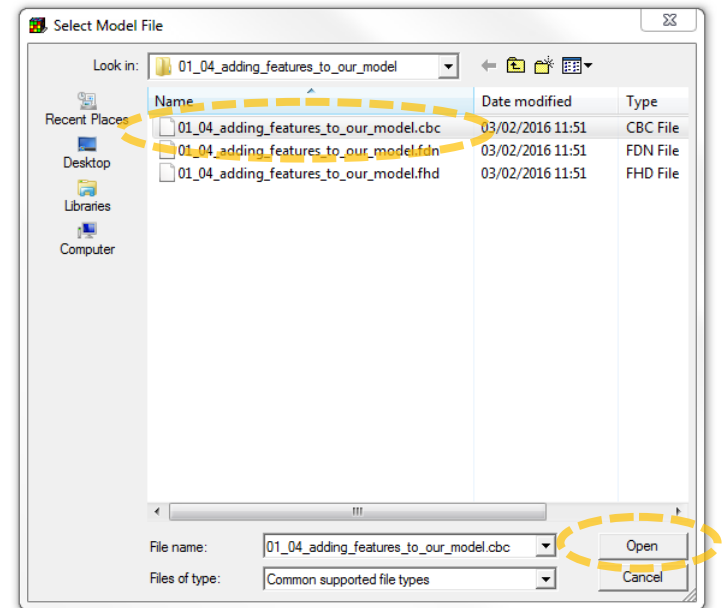 Select Model File
Look in: 01_04_adding_features_to_our_model
Name Date modified Type
Recent Places
01_04_adding_features_to_our_model.cbc 03/02/2016 11:51 CBC File
01_04_adding_features_to_our_model.fdn 03/02/2016 11:51 FDN File
01_04_adding_features_to_our_model.fhd 03/02/2016 11:51 FHD File
Desktop
Libraries
Computer
File name: 01_04_adding_features_to_our_model.cbc Open
Files of type: Common supported file types Cancel